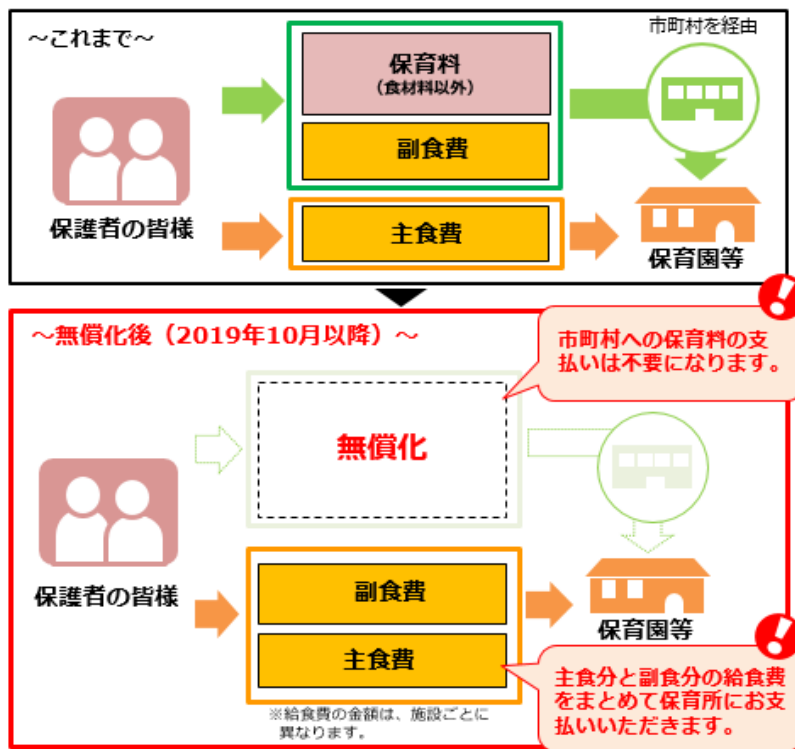 ～これまで～
市町村を経由
保育料
（食材料以外）
副食費
保護者の皆様
主食費
保育園等
～無償化後（2019年10月以降）～
市町村への保育料の支
払いは不要になります。
無償化
保護者の皆様
副食費
主食費
保育園等
主食分と副食分の給食費
をまとめて保育所にお支
払いいただきます。
※給食費の金額は、施設ごとに
異なります。